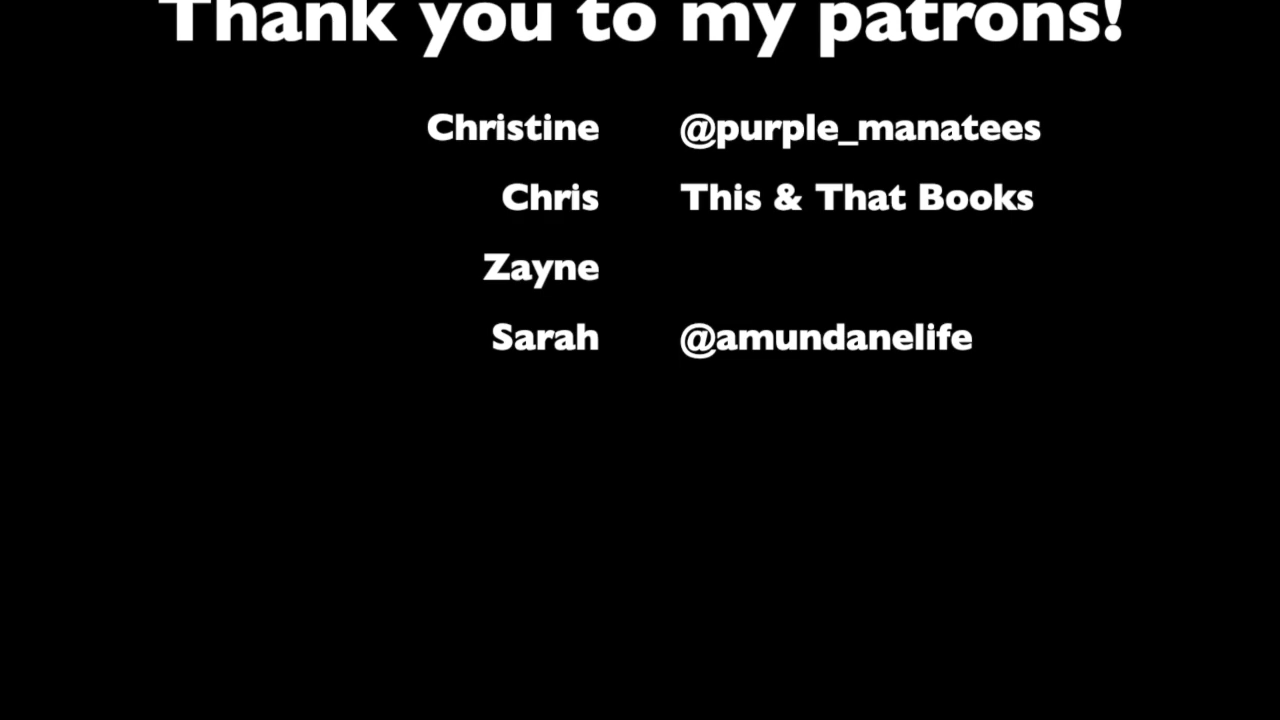 Thank you to my patrons!
Christine @purple_manatees
Chris This & That Books
Zayne
Sarah @amundanelife